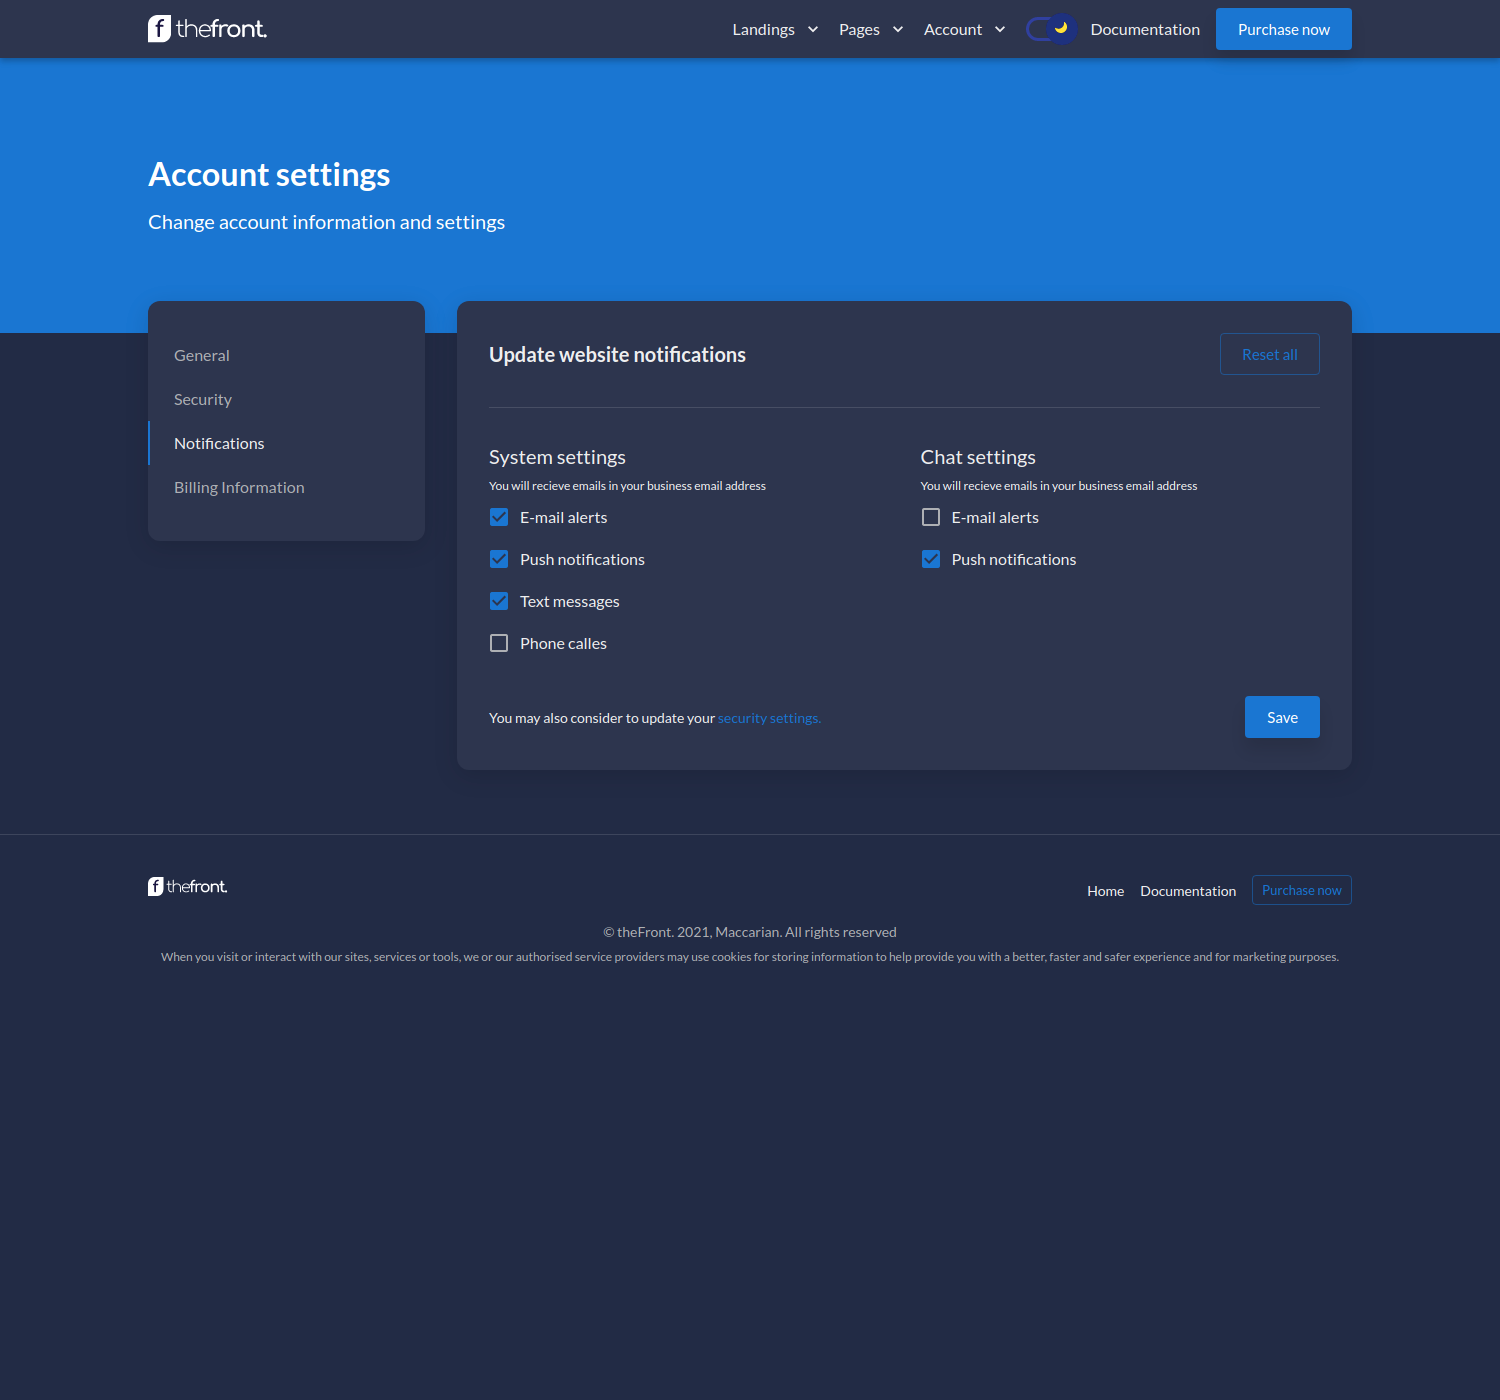 f thefront.
Landings
Pages
Account
Documentation
Purchase now
Account settings
Change account information and settings
General
Security
Notifications
Billing Information
Update website notifications
Reset all
System settings
You will recieve emails in your business email address
E-mail alerts
Push notifications
Text messages
Phone calles
Chat settings
You will recieve emails in your business email address
E-mail alerts
Push notifications
You may also consider to update your security settings.
Save
f thefront.
Home
Documentation
Purchase now
© theFront. 2021, Maccarian. All rights reserved
When you visit or interact with our sites, services or tools, we or our authorised service providers may use cookies for storing information to help provide you with a better, faster and safer experience and for marketing purposes.